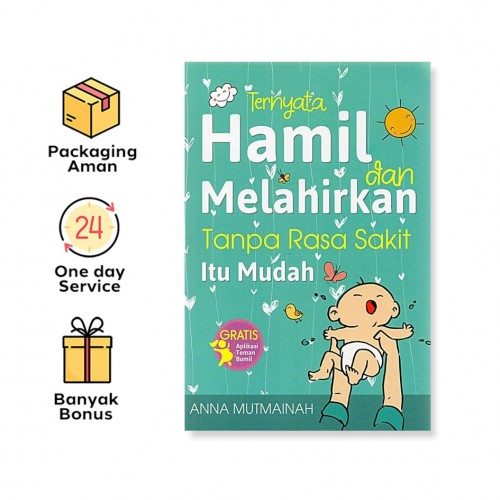 Packaging
Aman
24
One day
Service
Banyak
Bonus
Ternyata
Hamil
dan
Melahirkan
Tanpa Rasa Sakit
Itu Mudah
GRATIS
Aplikasi
Teman
Bumil
ANNA MUTMAINAH